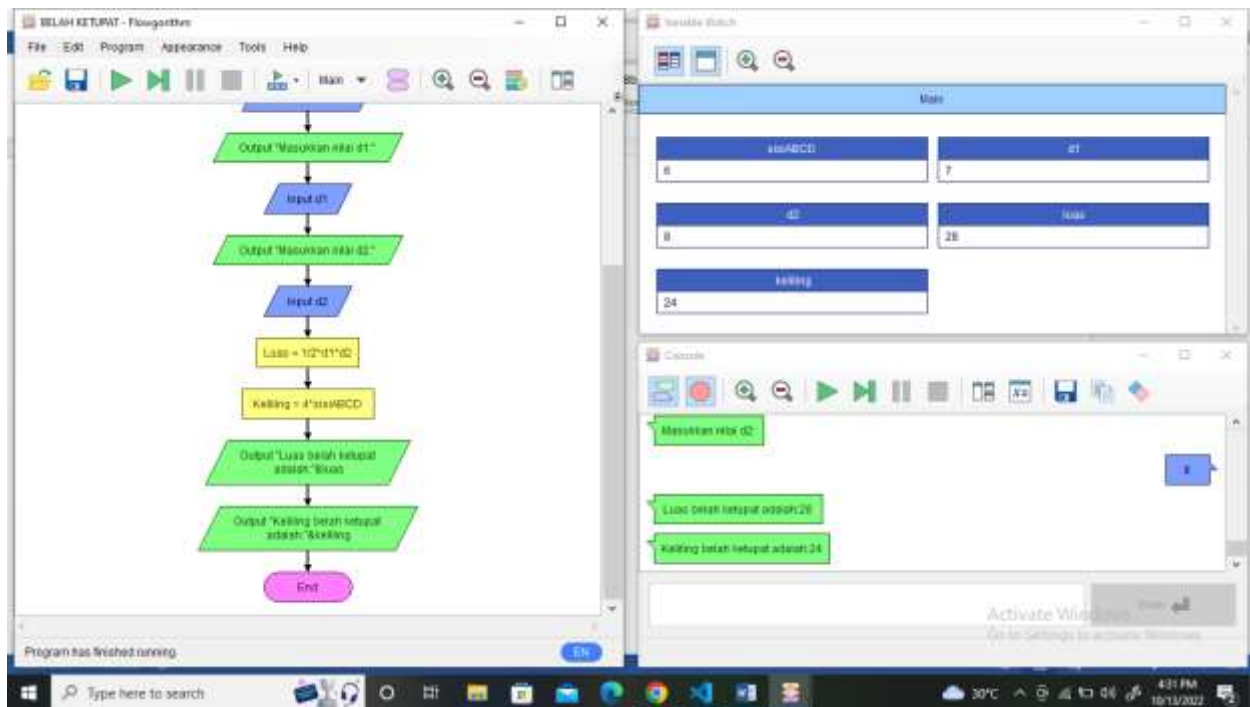 BELAH KETUPAT - Flowgorithm
File Edit Program Appearance Tools Help
Main
Output "Masukkan nilai d1:"
Input d1
Output "Masukkan nilai d2:"
Input d2
Luas = 1/2*d1*d2
Keliling = 4*sisiABCD
Output "Luas belah ketupat
adalah:"&luas
Output "Keliling belah ketupat
adalah:"&keliling
End
Program has finished running.
EN
Variable Watch
Main
sisiABCD
6
d1
7
d2
8
luas
28
keliling
24
Console
Masukkan nilai d2:
8
Luas belah ketupat adalah:28
Keliling belah ketupat adalah:24
Enter
Activate Windows
Go to Settings to activate Windows.
Type here to search
30°C
4:31 PM
10/13/2022